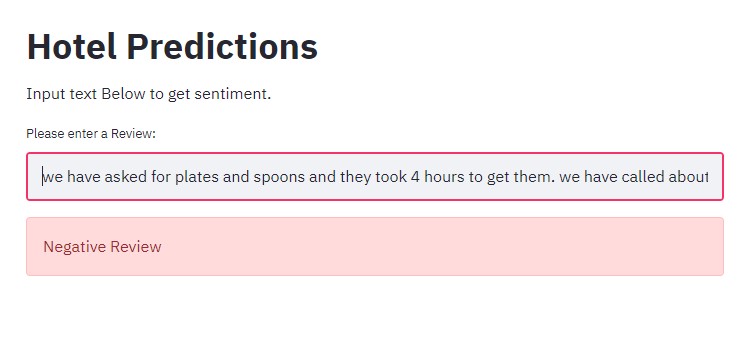 Hotel Predictions
Input text Below to get sentiment.
Please enter a Review:
we have asked for plates and spoons and they took 4 hours to get them. we have called about
Negative Review